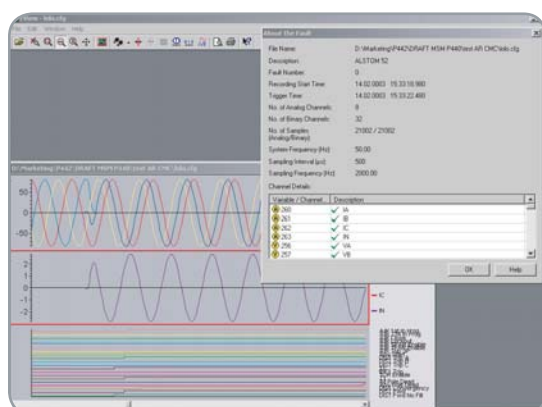 File Edit Window Help
About The Fault
File Name: D:\Marketing\P442\DRAFT MSM P440\text AR CMC\lolo.cfg
Description: ALSTOM 52
Fault Number: 0
Recording Start Time: 14.02.0003 15:33:18.980
Trigger Time: 14.02.0003 15:33:22.480
No. of Analog Channels: 8
No. of Binary Channels: 32
No. of Samples (Analog/Binary): 21002 / 21002
System Frequency (Hz): 50.00
Sampling Interval (µs): 500
Sampling Frequency (Hz): 2000.00
Channel Details:
Variable / Channel Description
260 IA
261 IB
262 IC
263 IN
256 VA
257 VB
OK Help
50
0
-50
2
1
0
-1
-2
IC
IN